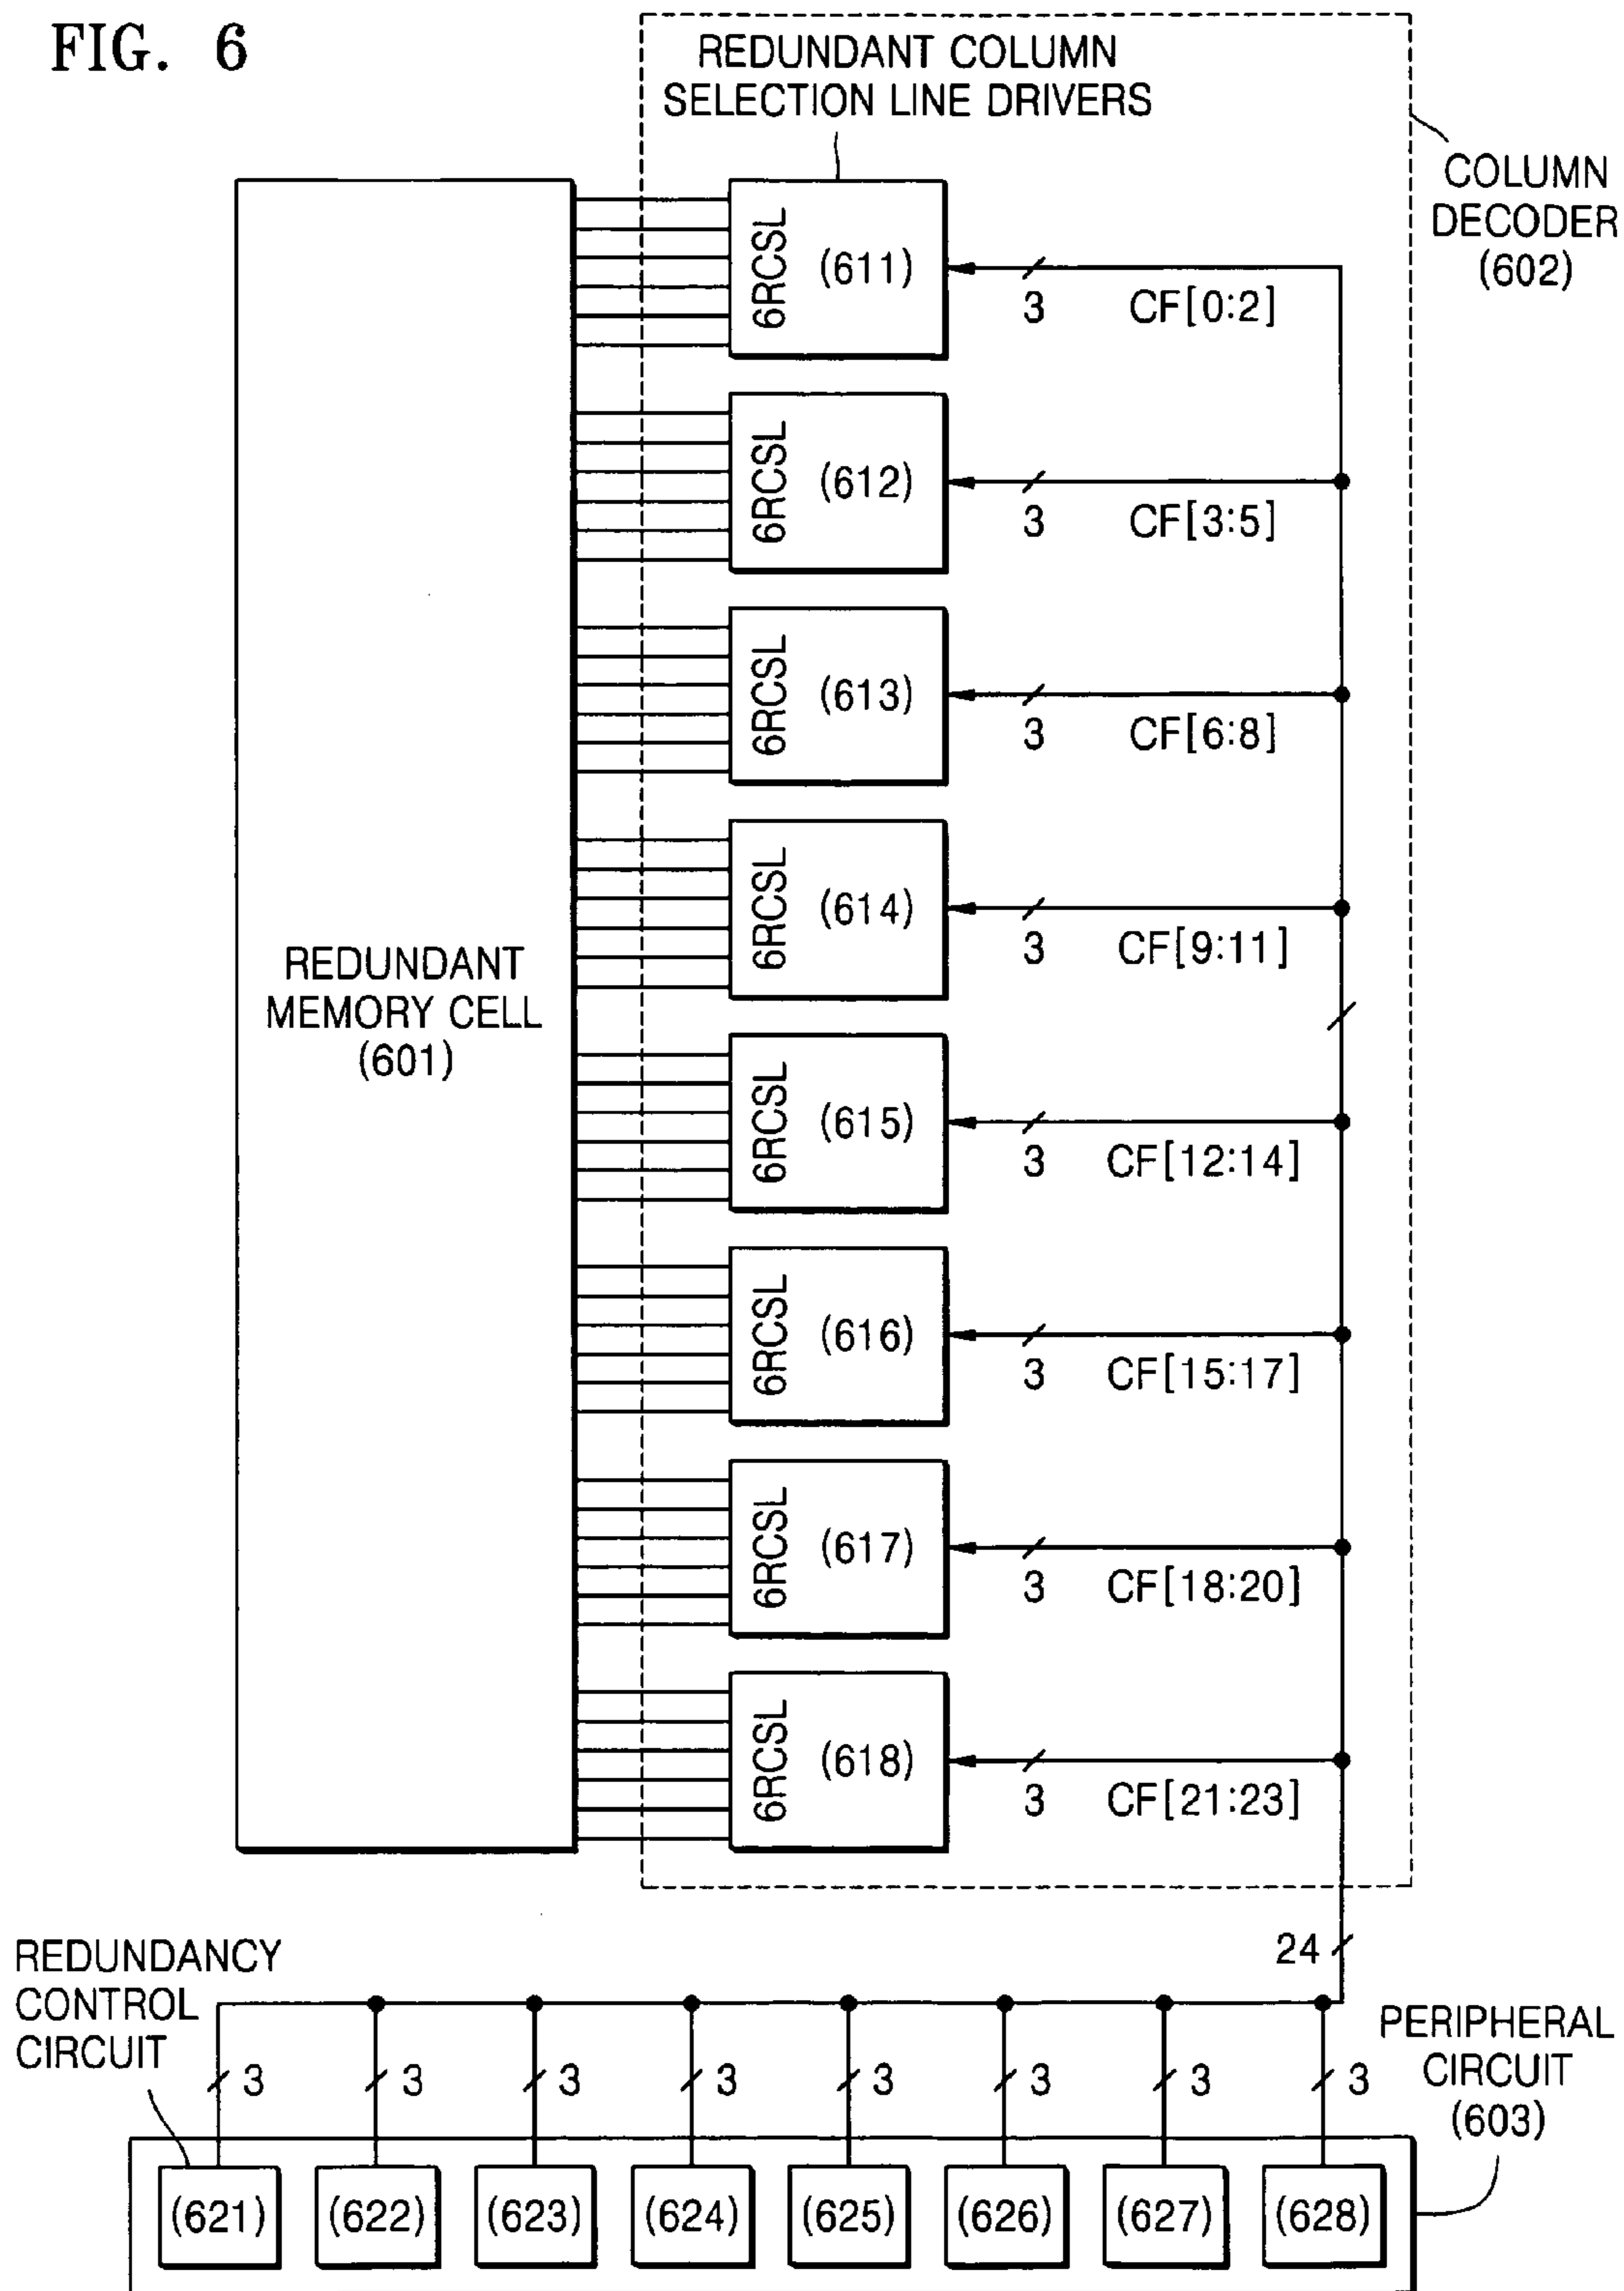 FIG. 6
REDUNDANT COLUMN
SELECTION LINE DRIVERS
COLUMN
DECODER
(602)
6RCSL
(611)
3
CF[0:2]
6RCSL
(612)
3
CF[3:5]
6RCSL
(613)
3
CF[6:8]
6RCSL
(614)
3
CF[9:11]
REDUNDANT
MEMORY CELL
(601)
6RCSL
(615)
3
CF[12:14]
6RCSL
(616)
3
CF[15:17]
6RCSL
(617)
3
CF[18:20]
6RCSL
(618)
3
CF[21:23]
24
REDUNDANCY
CONTROL
CIRCUIT
3
3
3
3
3
3
3
3
PERIPHERAL
CIRCUIT
(603)
(621)
(622)
(623)
(624)
(625)
(626)
(627)
(628)